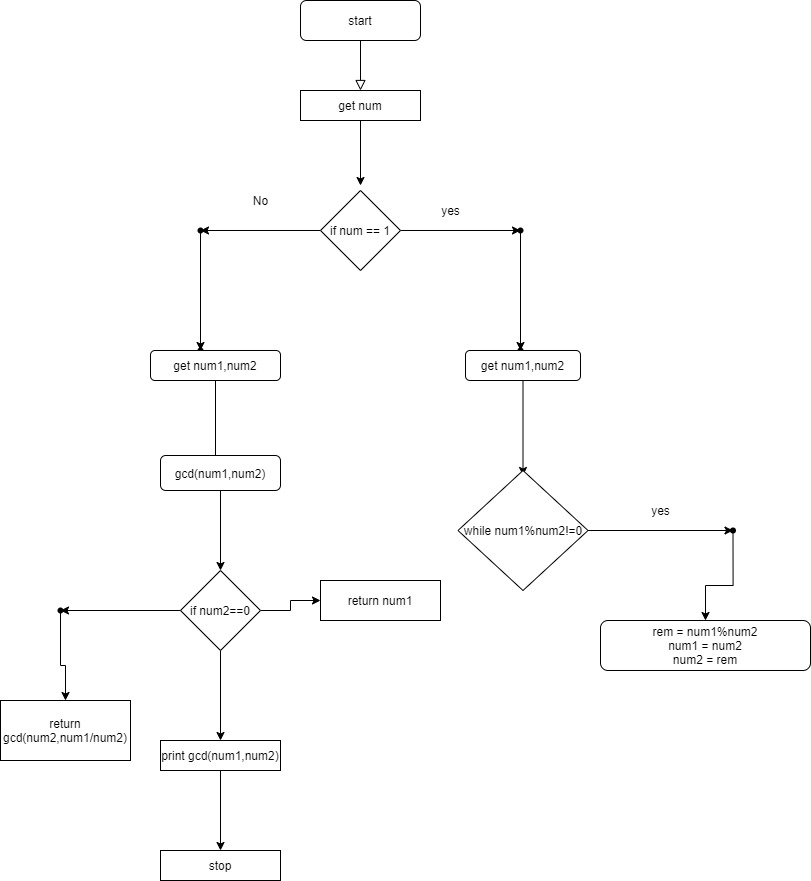 start
get num
No
yes
if num == 1
get num1,num2
get num1,num2
gcd(num1,num2)
yes
while num1%num2!=0
if num2==0
return num1
rem = num1%num2
num1 = num2
num2 = rem
return
gcd(num2,num1/num2)
print gcd(num1,num2)
stop